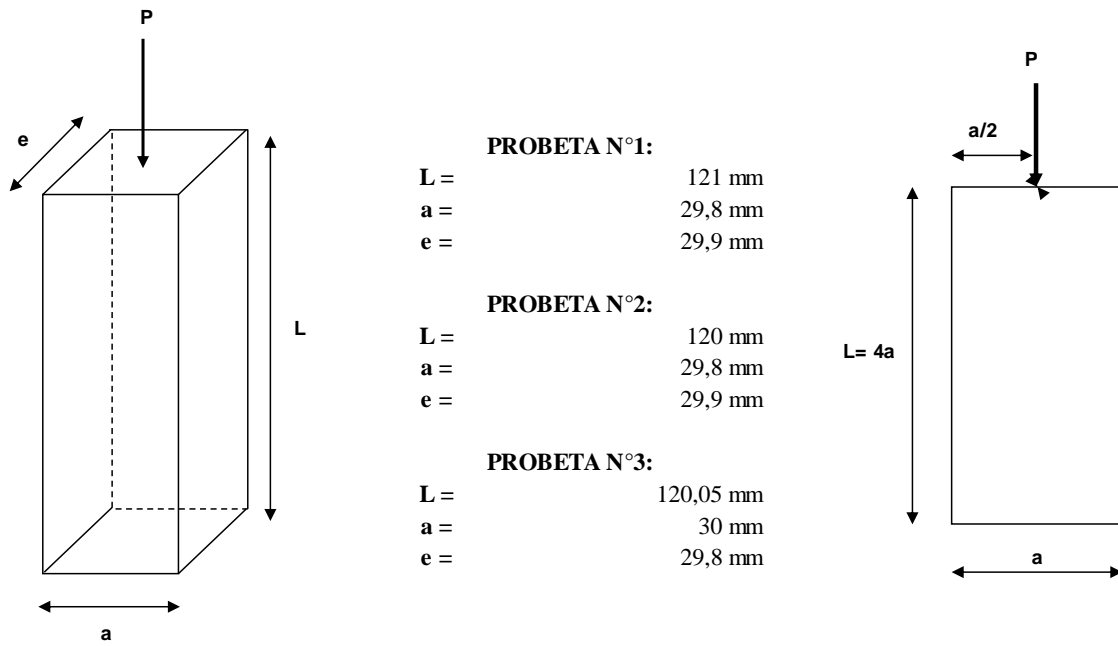 P
e
L
a
PROBETA N°1:
L = 121 mm
a = 29,8 mm
e = 29,9 mm
PROBETA N°2:
L = 120 mm
a = 29,8 mm
e = 29,9 mm
PROBETA N°3:
L = 120,05 mm
a = 30 mm
e = 29,8 mm
P
a/2
L= 4a
a